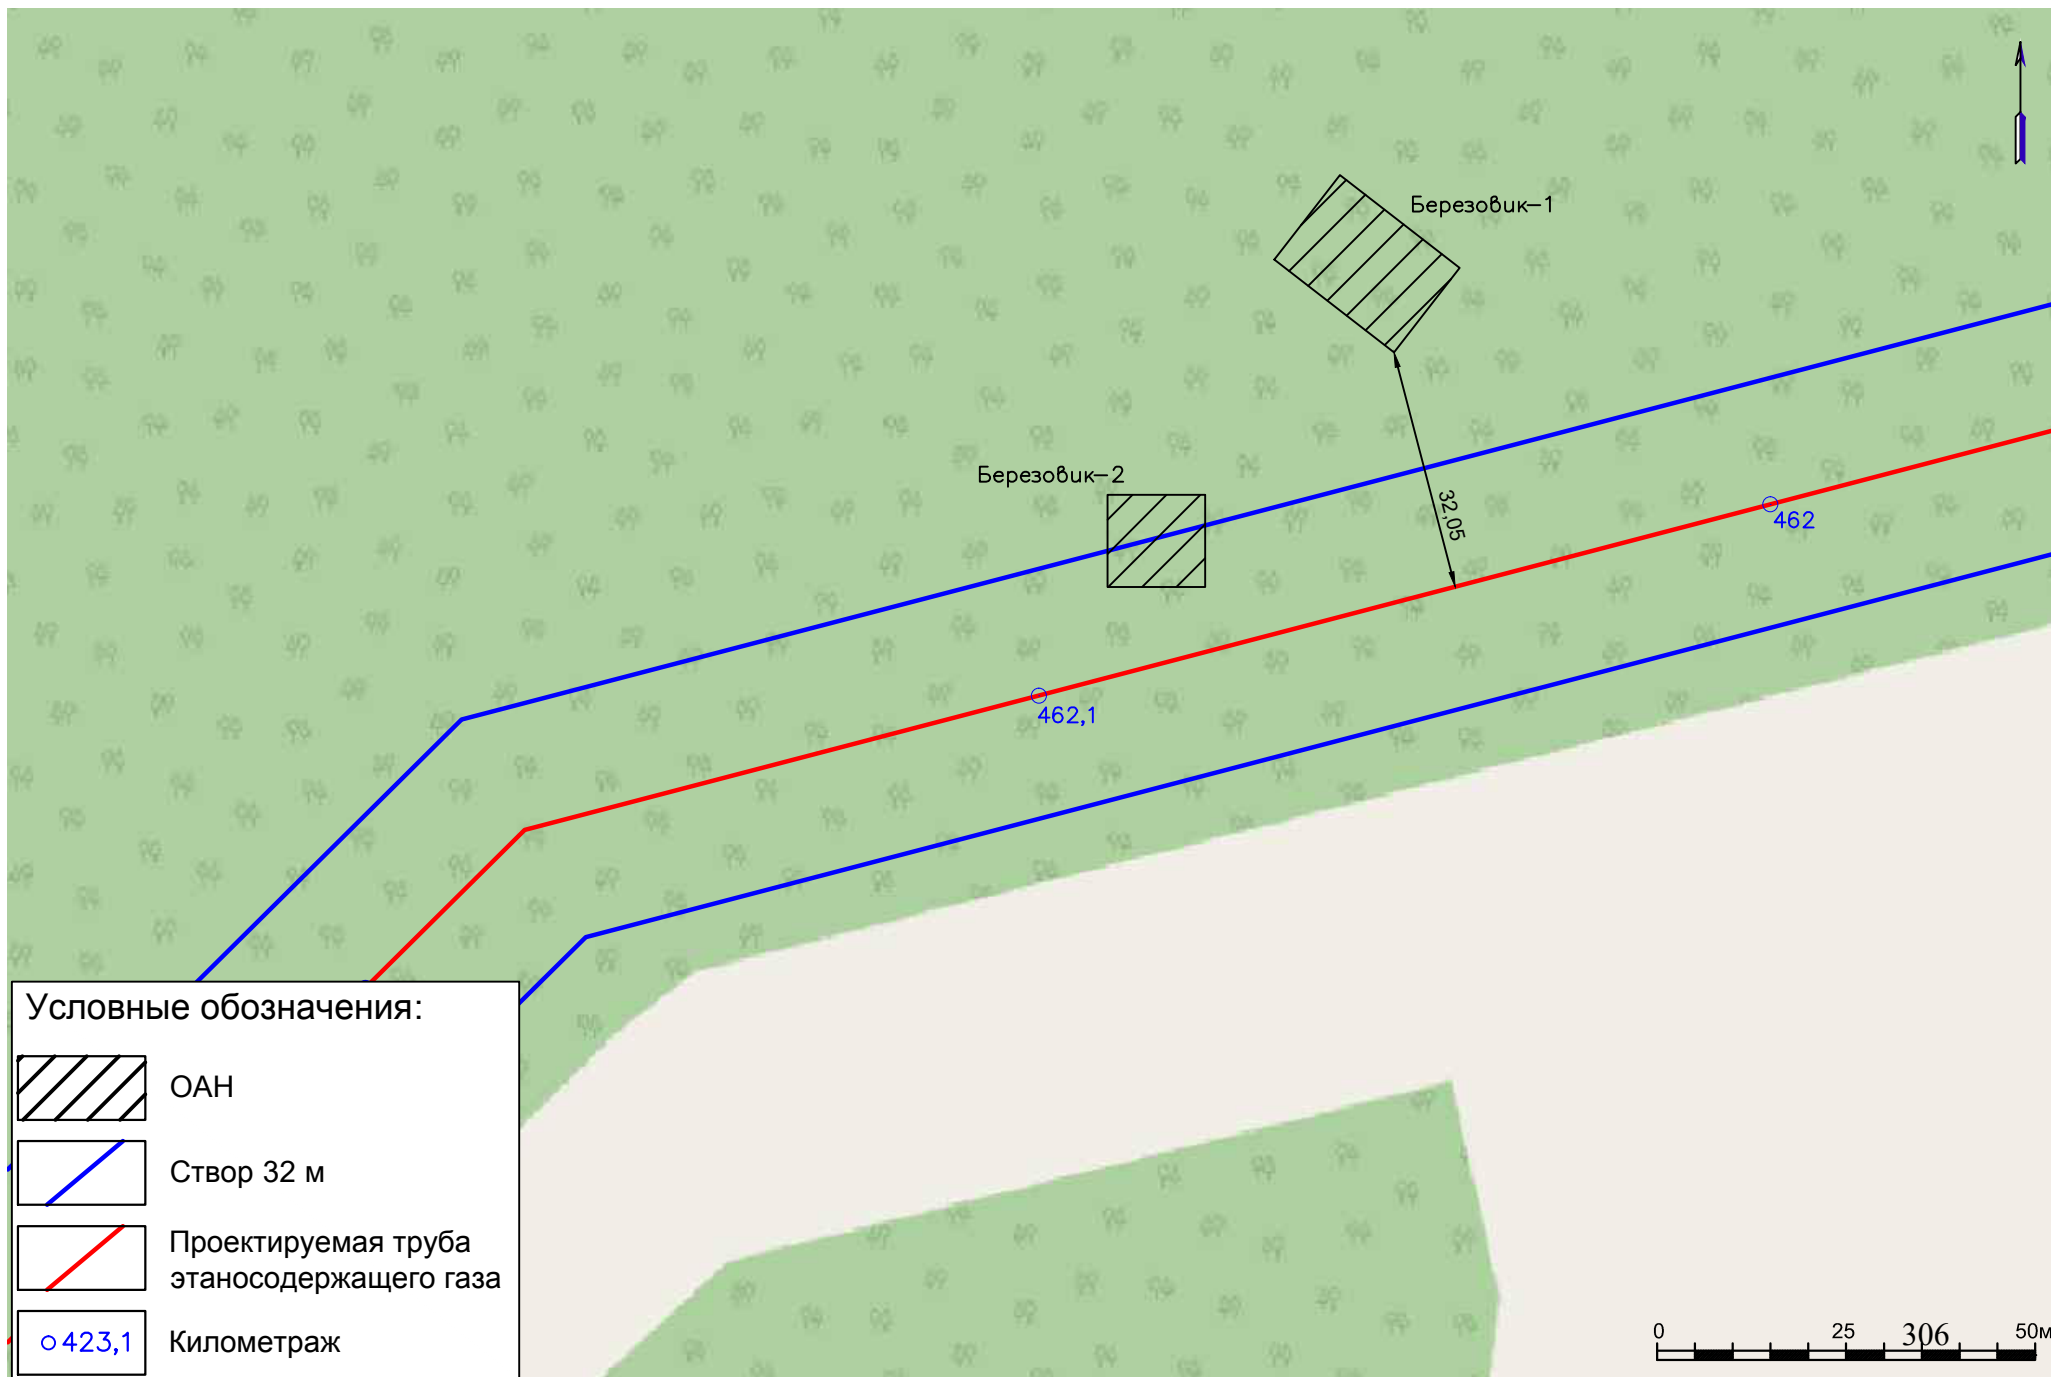 Березовик-1
Березовик-2
32,05
462
462,1
Условные обозначения:
ОАН
Створ 32 м
Проектируемая труба
этаносодержащего газа
423,1
Километраж
0 25 50м
306